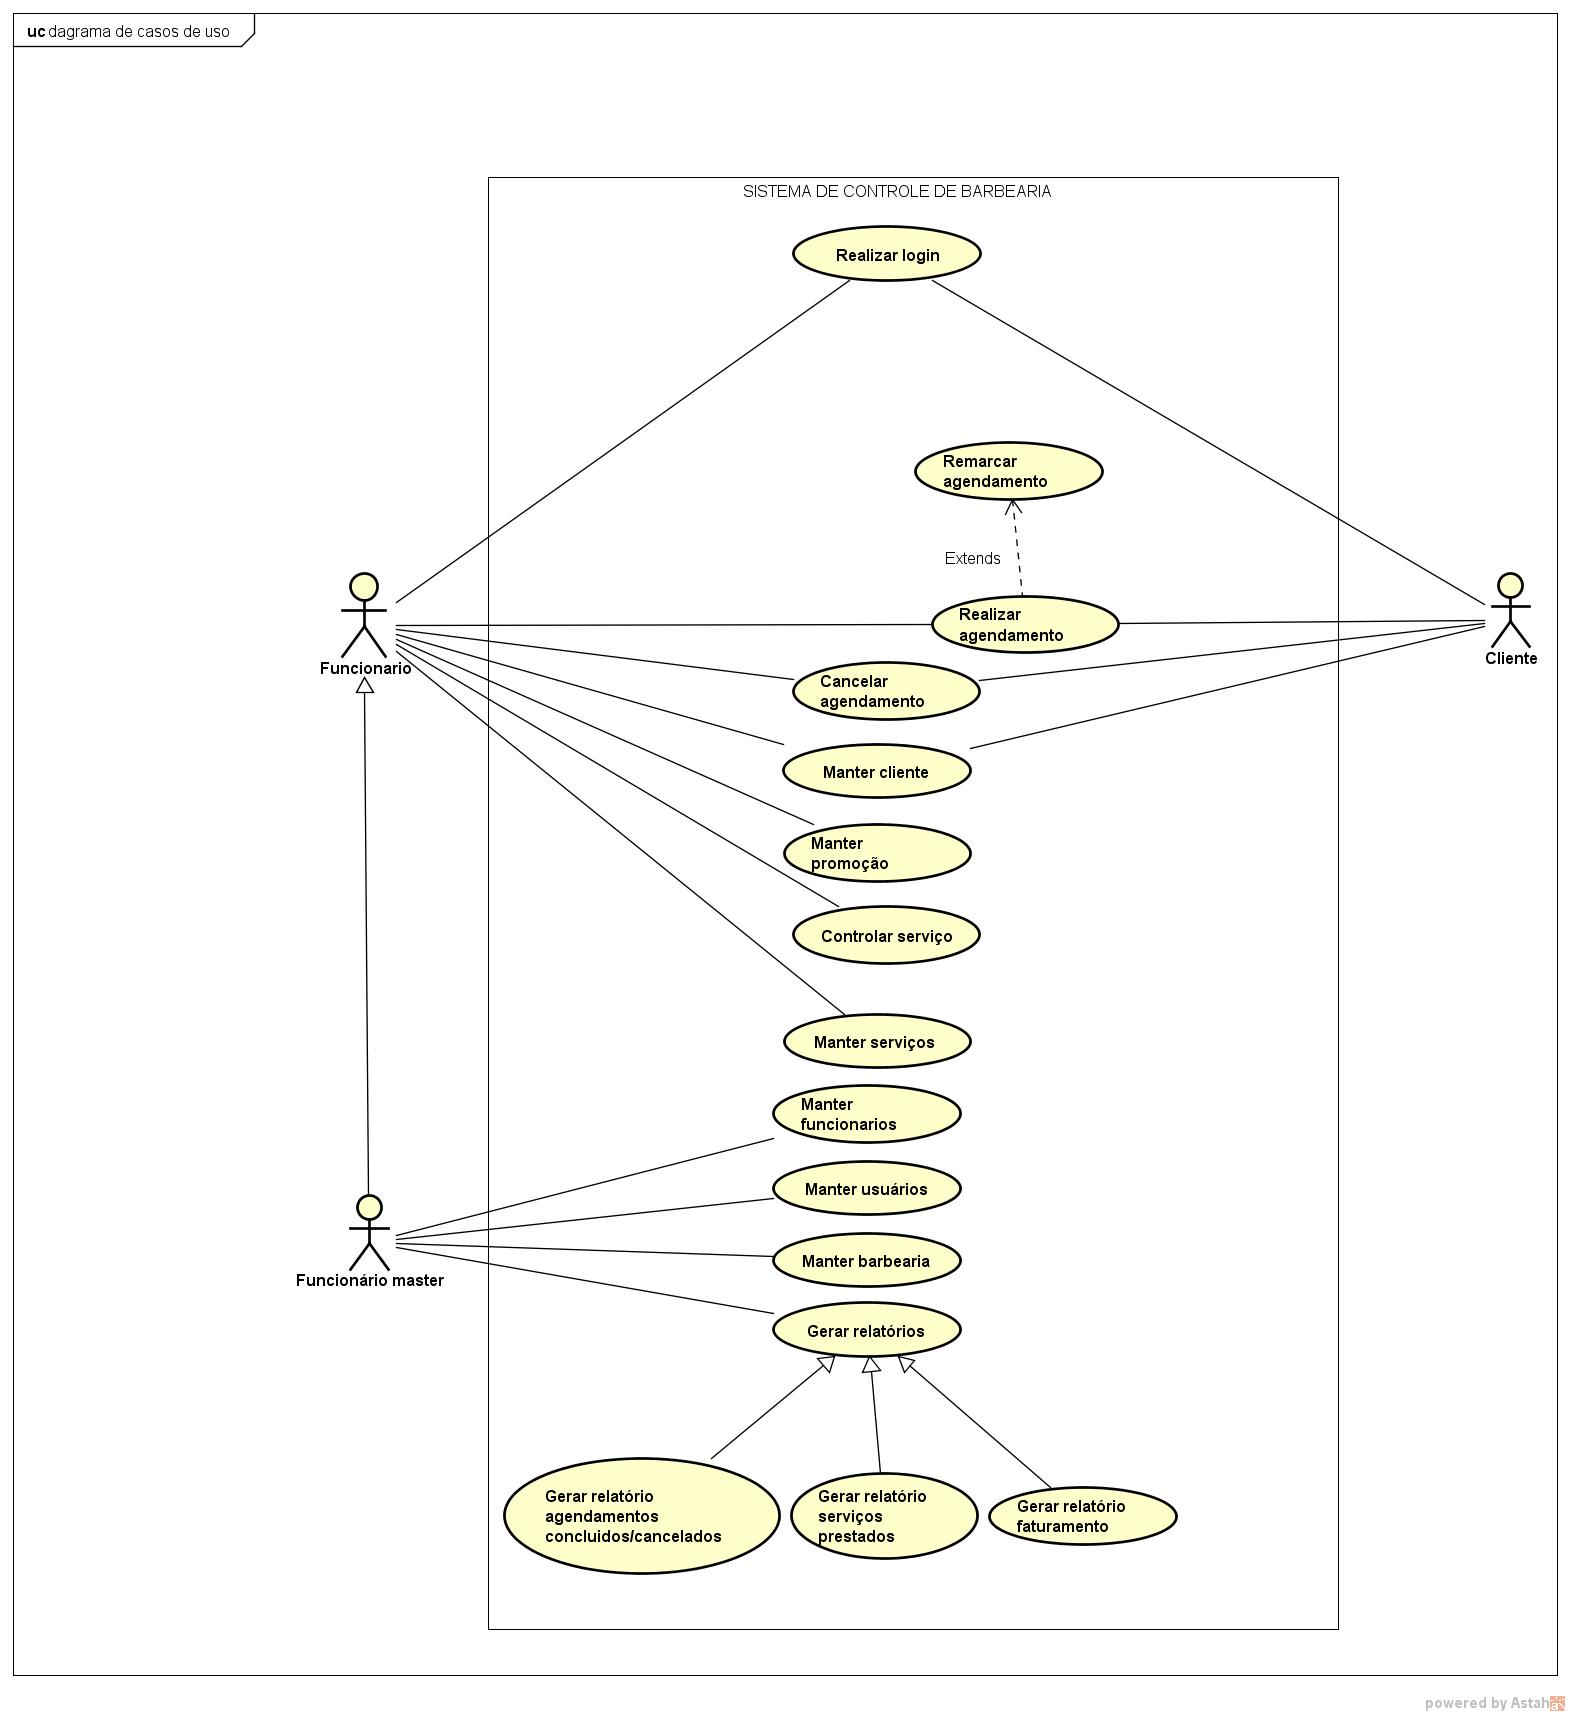 uc dagrama de casos de uso
SISTEMA DE CONTROLE DE BARBEARIA
Realizar login
Remarcar
agendamento
Extends
Realizar
agendamento
Funcionario
Cliente
Cancelar
agendamento
Manter cliente
Manter
promoção
Controlar serviço
Manter serviços
Manter
funcionarios
Manter usuários
Manter barbearia
Funcionário master
Gerar relatórios
Gerar relatório
agendamentos
concluidos/cancelados
Gerar relatório
serviços
prestados
Gerar relatório
faturamento
powered by Astah